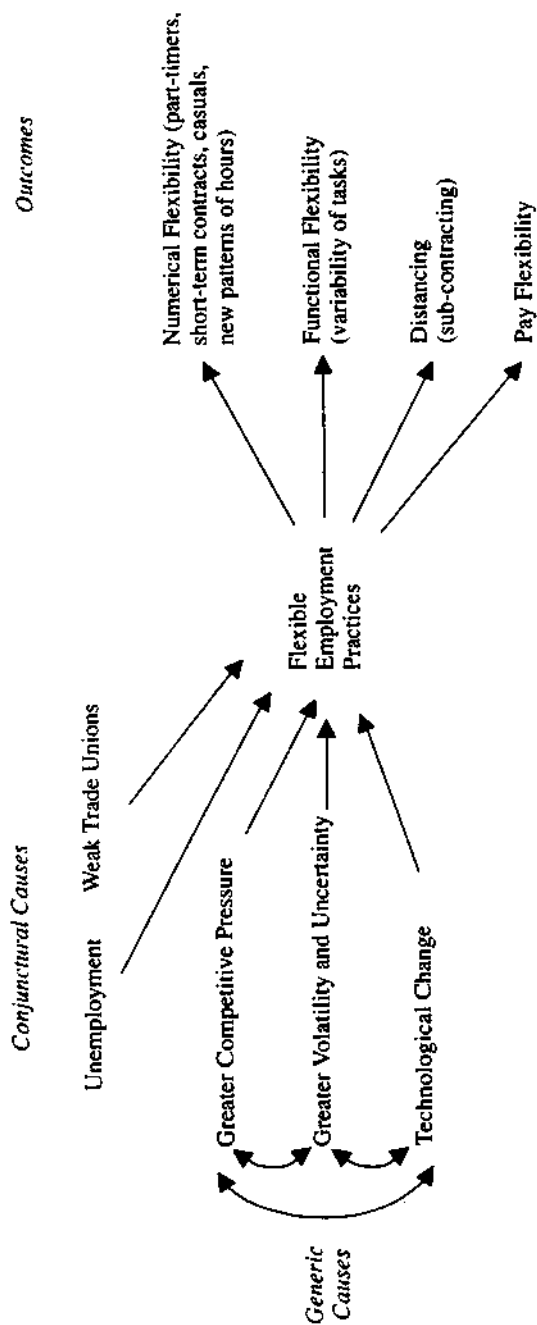 Conjunctural Causes
Unemployment
Weak Trade Unions
Generic
Causes
Greater Competitive Pressure
Greater Volatility and Uncertainty
Technological Change
Flexible
Employment
Practices
Outcomes
Numerical Flexibility (part-timers,
short-term contracts, casuals,
new patterns of hours)
Functional Flexibility
(variability of tasks)
Distancing
(sub-contracting)
Pay Flexibility